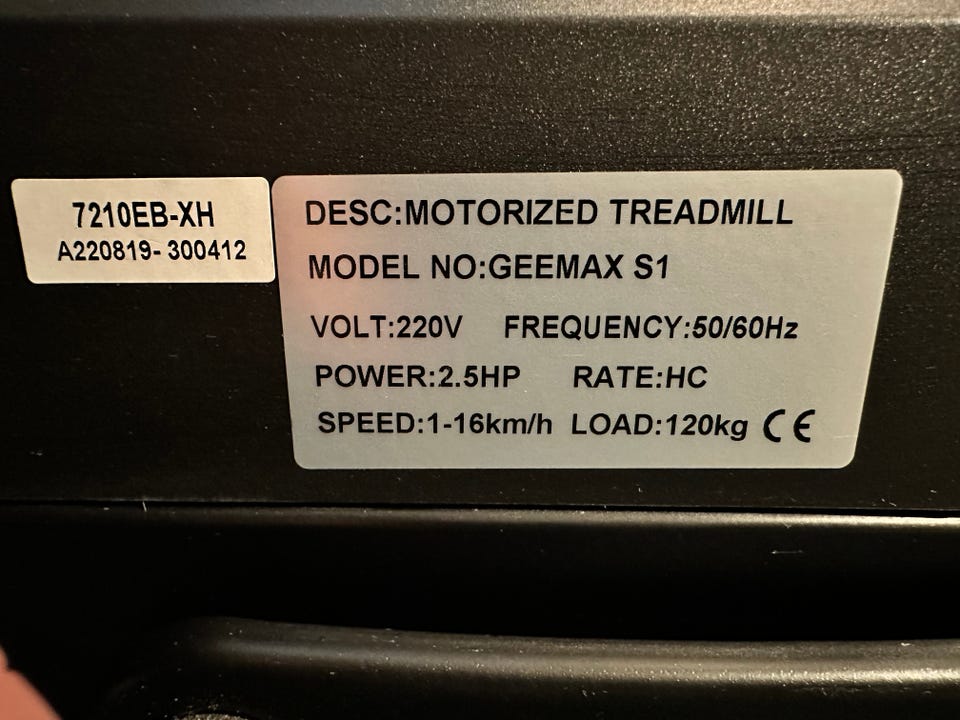 7210EB-XH
A220819- 300412
DESC:MOTORIZED TREADMILL
MODEL NO:GEEMAX S1
VOLT:220V FREQUENCY:50/60Hz
POWER:2.5HP RATE:HC
SPEED:1-16km/h LOAD:120kg CE